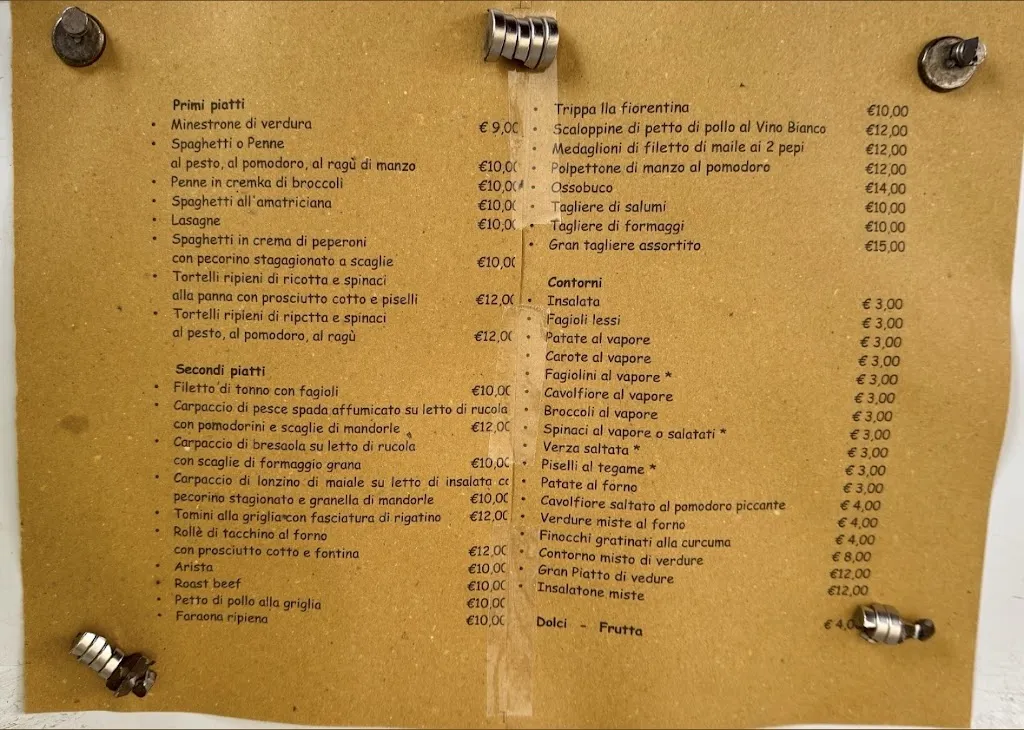 Primi piatti
• Minestrone di verdura € 9,00
• Spaghetti o Penne
al pesto, al pomodoro, al ragù di manzo €10,00
• Penne in cremka di broccoli €10,00
• Spaghetti all'amatriciana €10,00
• Lasagne €10,00
• Spaghetti in crema di peperoni
con pecorino stagagionato a scaglie €10,00
• Tortelli ripieni di ricotta e spinaci
alla panna con prosciutto cotto e piselli €12,00
• Tortelli ripieni di ripctta e spinaci
al pesto, al pomodoro, al ragù €12,00
Secondi piatti
• Filetto di tonno con fagioli €10,00
• Carpaccio di pesce spada affumicato su letto di rucola
con pomodorini e scaglie di mandorle €12,00
• Carpaccio di bresaola su letto di rucola
con scaglie di formaggio grana €10,00
• Carpaccio di lonzino di maiale su letto di insalata co
pecorino stagionato e granella di mandorle €10,00
• Tomini alla griglia con fasciatura di rigatino €12,00
• Rollè di tacchino al forno
con prosciutto cotto e fontina €12,00
• Arista €10,00
• Roast beef €10,00
• Petto di pollo alla griglia €10,00
• Faraona ripiena €10,00
• Trippa lla fiorentina €10,00
• Scaloppine di petto di pollo al Vino Bianco €12,00
• Medaglioni di filetto di maile ai 2 pepi €12,00
• Polpettone di manzo al pomodoro €12,00
• Ossobuco €14,00
• Tagliere di salumi €10,00
• Tagliere di formaggi €10,00
• Gran tagliere assortito €15,00
Contorni
• Insalata € 3,00
• Fagioli lessi € 3,00
• Patate al vapore € 3,00
• Carote al vapore € 3,00
• Fagiolini al vapore * € 3,00
• Cavolfiore al vapore € 3,00
• Broccoli al vapore € 3,00
• Spinaci al vapore o salatati * € 3,00
• Verza saltata * € 3,00
• Piselli al tegame * € 3,00
• Patate al forno € 3,00
• Cavolfiore saltato al pomodoro piccante € 4,00
• Verdure miste al forno € 4,00
• Finocchi gratinati alla curcuma € 4,00
• Contorno misto di verdure € 8,00
• Gran Piatto di vedure €12,00
• Insalatone miste €12,00
Dolci - Frutta € 4,0